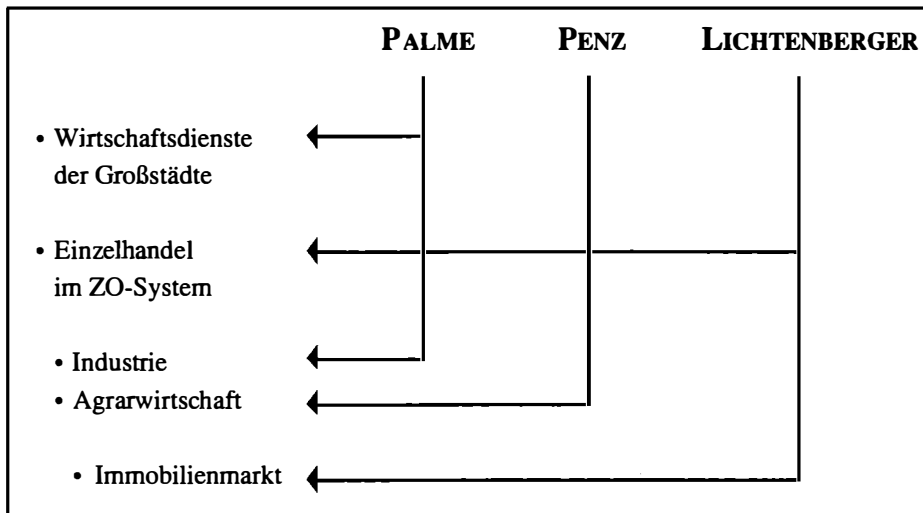 PALME PENZ LICHTENBERGER
• Wirtschaftsdienste
der Großstädte
• Einzelhandel
im ZO-System
• Industrie
• Agrarwirtschaft
• Immobilienmarkt